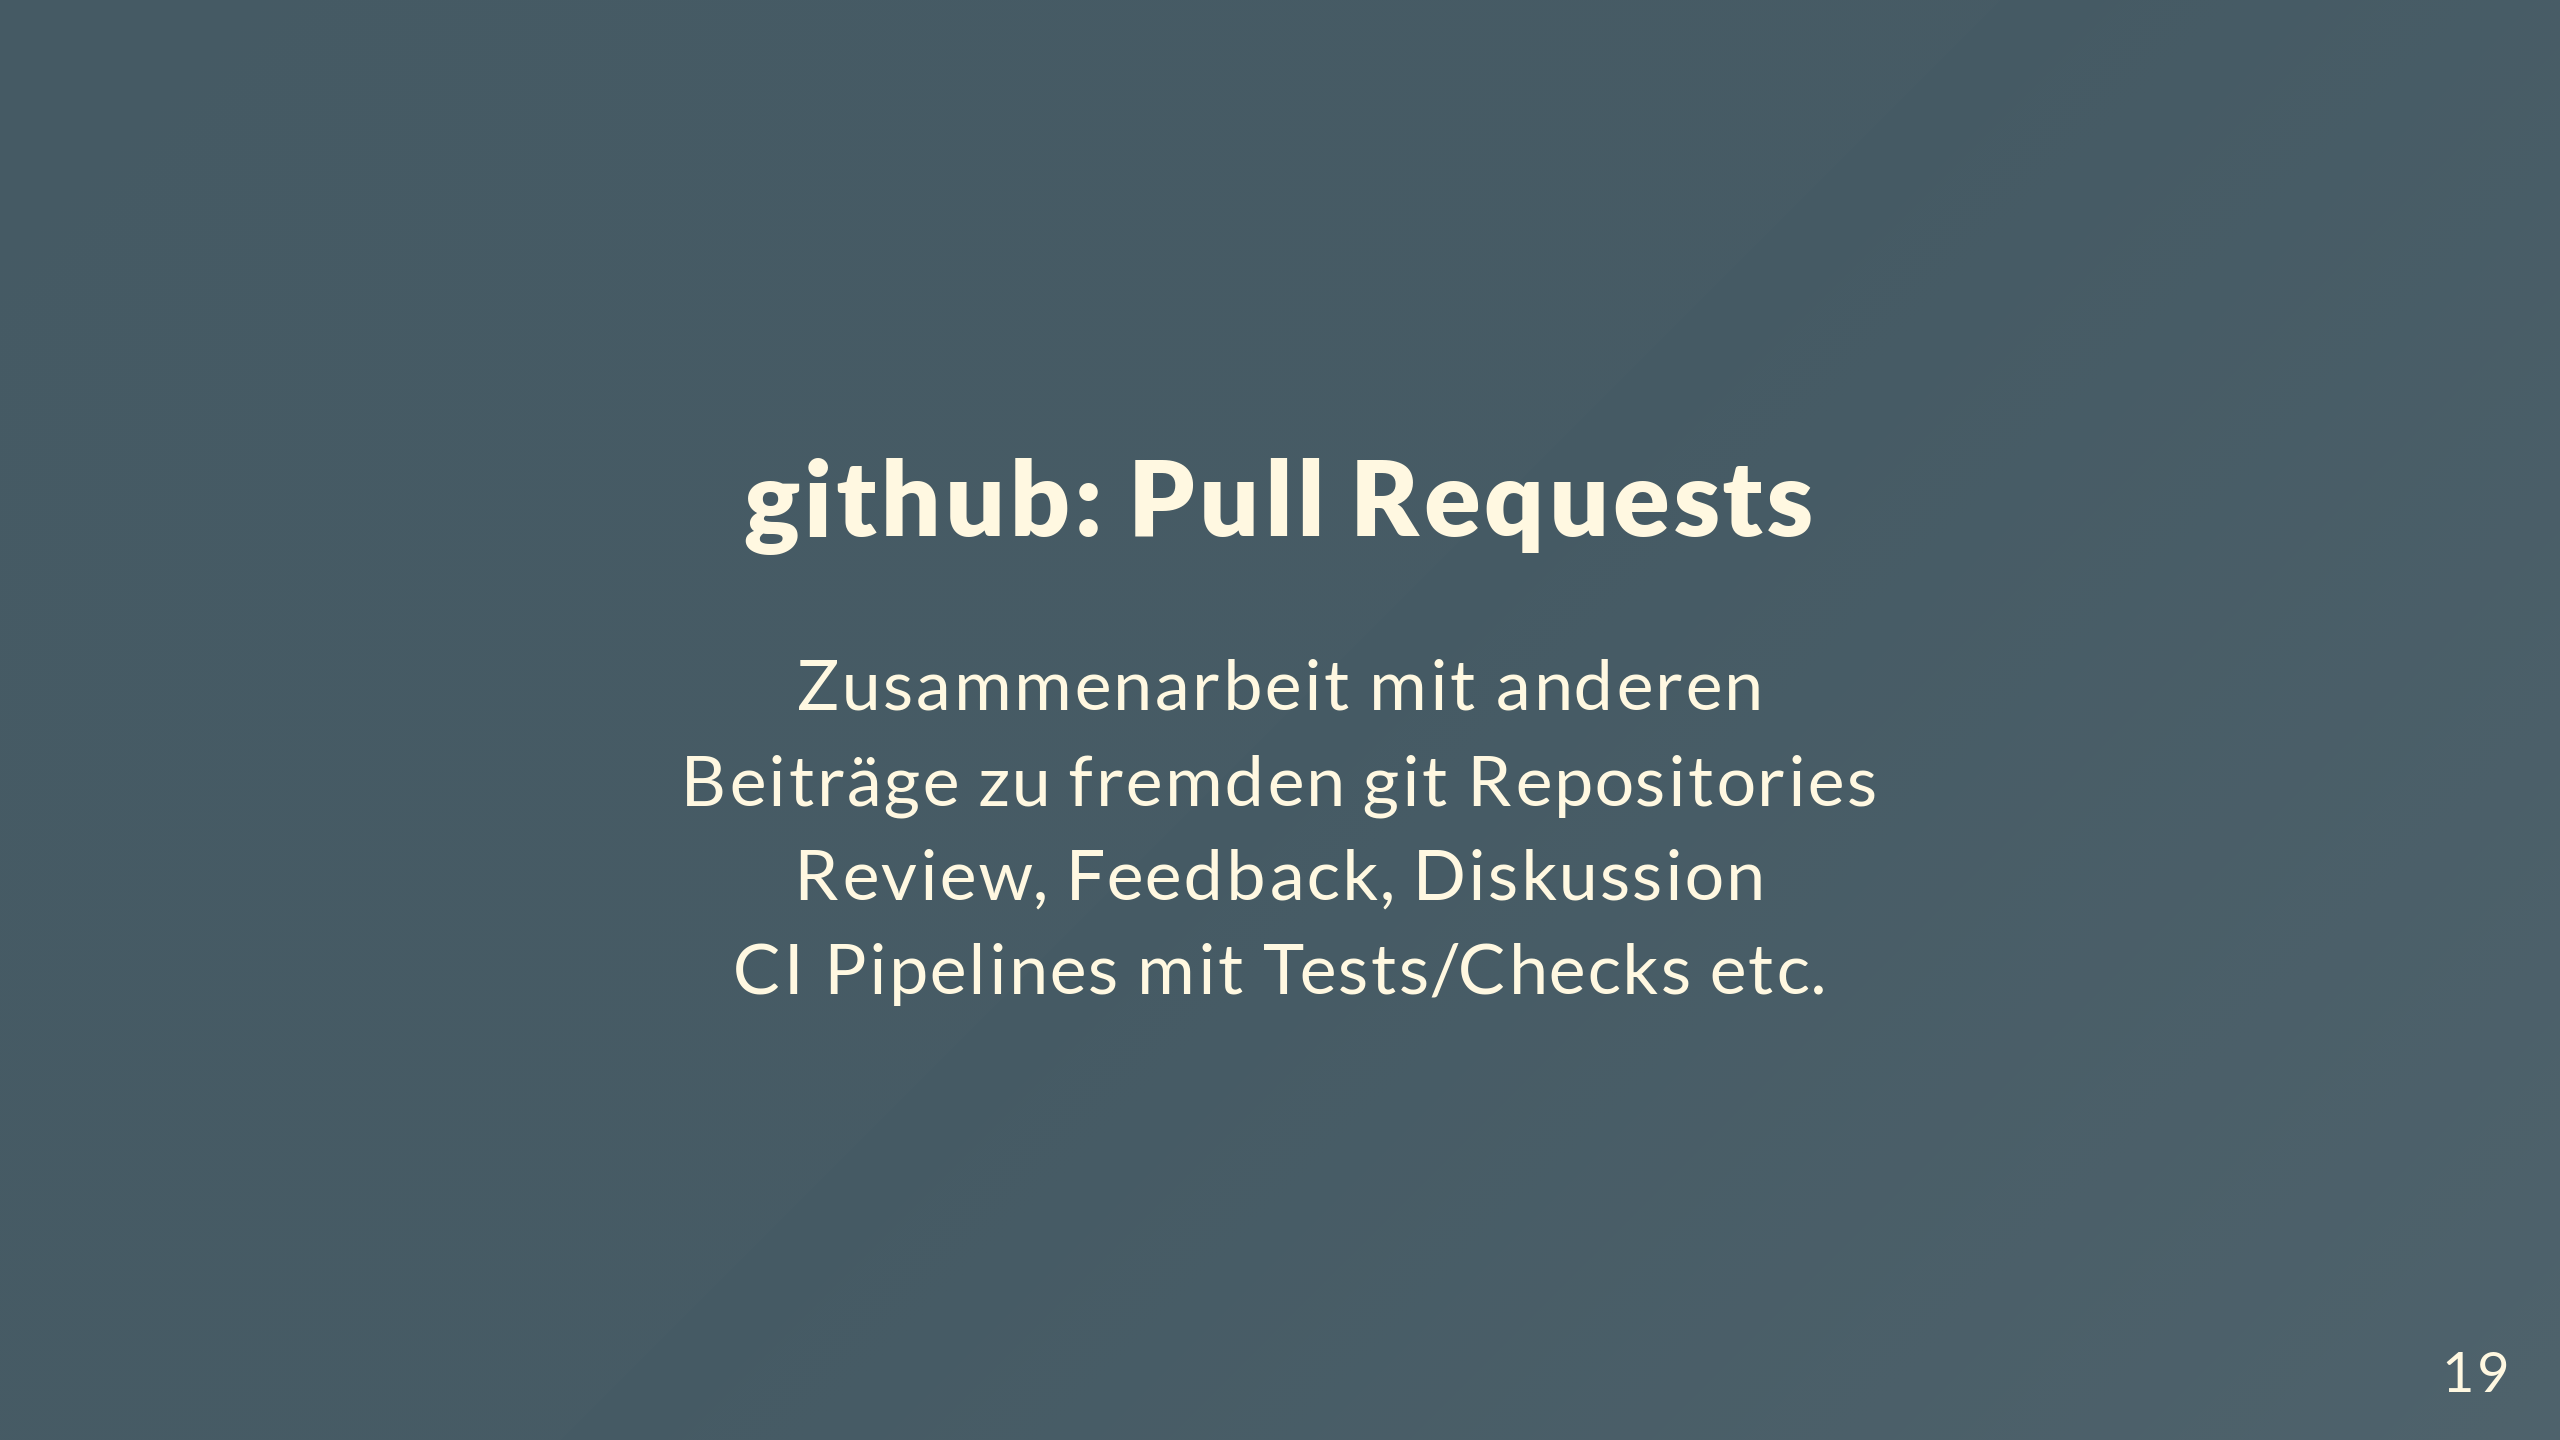 github: Pull Requests
Zusammenarbeit mit anderen
Beiträge zu fremden git Repositories
Review, Feedback, Diskussion
CI Pipelines mit Tests/Checks etc.
19